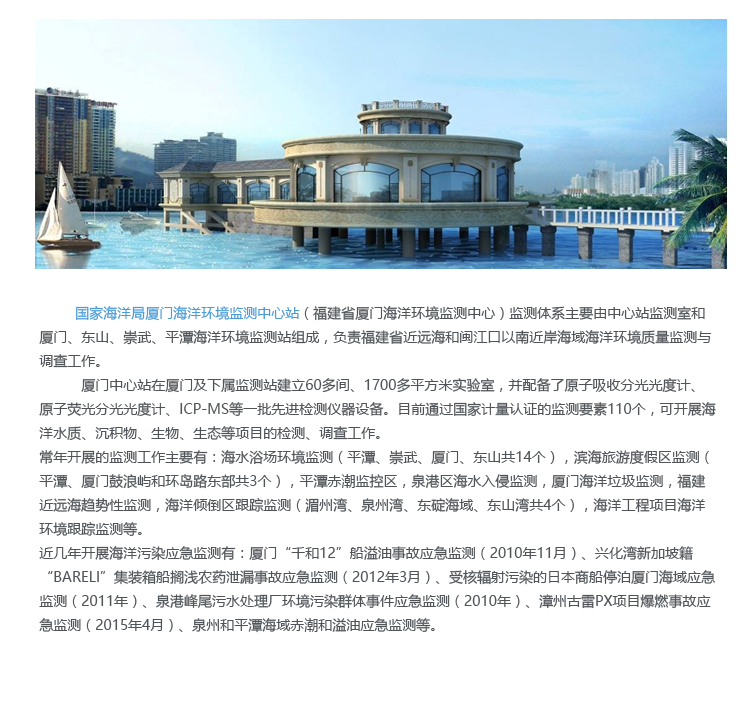 国家海洋局厦门海洋环境监测中心站（福建省厦门海洋环境监测中心）监测体系主要由中心站监测室和
厦门、东山、崇武、平潭海洋环境监测站组成，负责福建省近远海和闽江口以南近岸海域海洋环境质量监测与
调查工作。
厦门中心站在厦门及下属监测站建立60多间、1700多平方米实验室，并配备了原子吸收分光光度计、
原子荧光分光光度计、ICP-MS等一批先进检测仪器设备。目前通过国家计量认证的监测要素110个，可开展海
洋水质、沉积物、生物、生态等项目的检测、调查工作。
常年开展的监测工作主要有：海水浴场环境监测（平潭、崇武、厦门、东山共14个），滨海旅游度假区监测（
平潭、厦门鼓浪屿和环岛路东部共3个），平潭赤潮监控区，泉港区海水入侵监测，厦门海洋垃圾监测，福建
近远海趋势性监测，海洋倾倒区跟踪监测（湄州湾、泉州湾、东碇海域、东山湾共4个），海洋工程项目海洋
环境跟踪监测等。
近几年开展海洋污染应急监测有：厦门“千和12”船溢油事故应急监测（2010年11月）、兴化湾新加坡籍
“BARELI”集装箱船搁浅农药泄漏事故应急监测（2012年3月）、受核辐射污染的日本商船停泊厦门海域应急
监测（2011年）、泉港峰尾污水处理厂环境污染群体事件应急监测（2010年）、漳州古雷PX项目爆燃事故应
急监测（2015年4月）、泉州和平潭海域赤潮和溢油应急监测等。